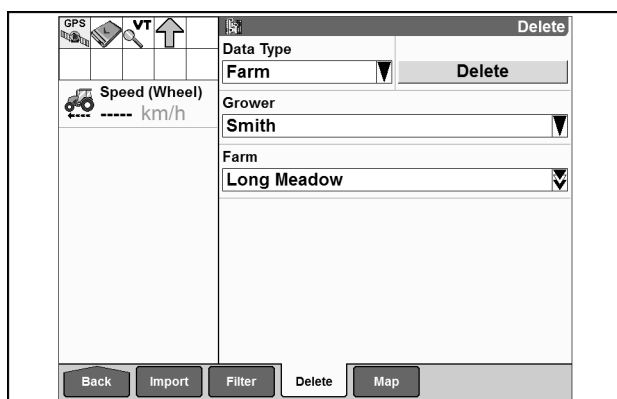 GPS VT Delete
Data Type
Farm Delete
Speed (Wheel)
----- km/h
Grower
Smith
Farm
Long Meadow
Back Import Filter Delete Map